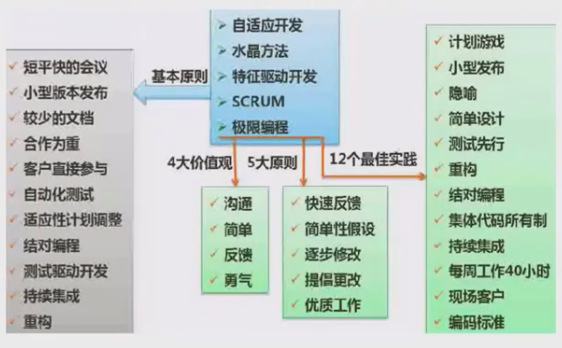 自适应开发
水晶方法
特征驱动开发
SCRUM
极限编程
基本原则
短平快的会议
小型版本发布
较少的文档
合作为重
客户直接参与
自动化测试
适应性计划调整
结对编程
测试驱动开发
持续集成
重构
4大价值观
沟通
简单
反馈
勇气
5大原则
快速反馈
简单性假设
逐步修改
提倡更改
优质工作
12个最佳实践
计划游戏
小型发布
隐喻
简单设计
测试先行
重构
结对编程
集体代码所有制
持续集成
每周工作40小时
现场客户
编码标准